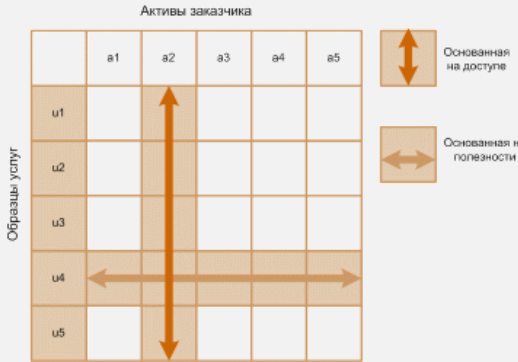 Активы заказчика
a1 a2 a3 a4 a5
Образцы услуг
u1
u2
u3
u4
u5
Основанная
на доступе
Основанная н
полезности